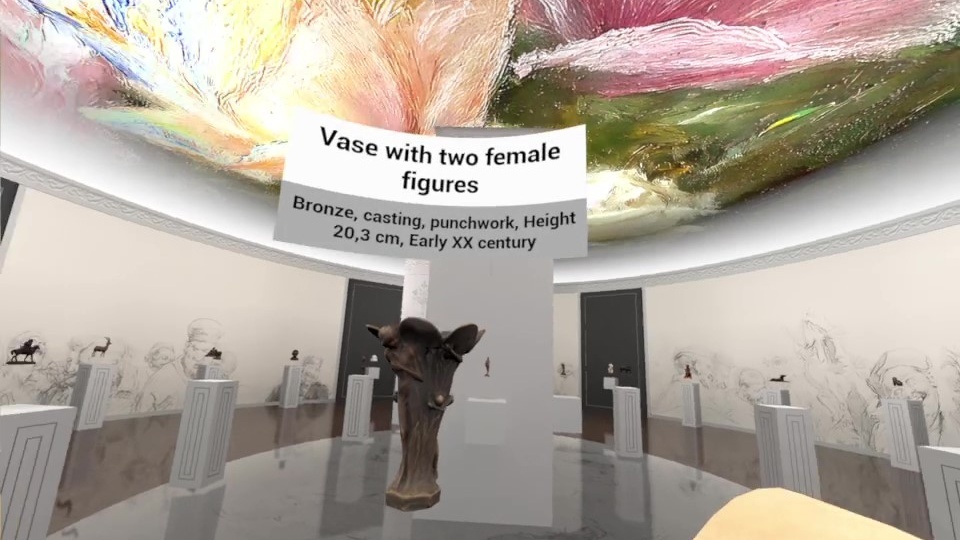 Vase with two female
figures
Bronze, casting, punchwork, Height
20,3 cm, Early XX century